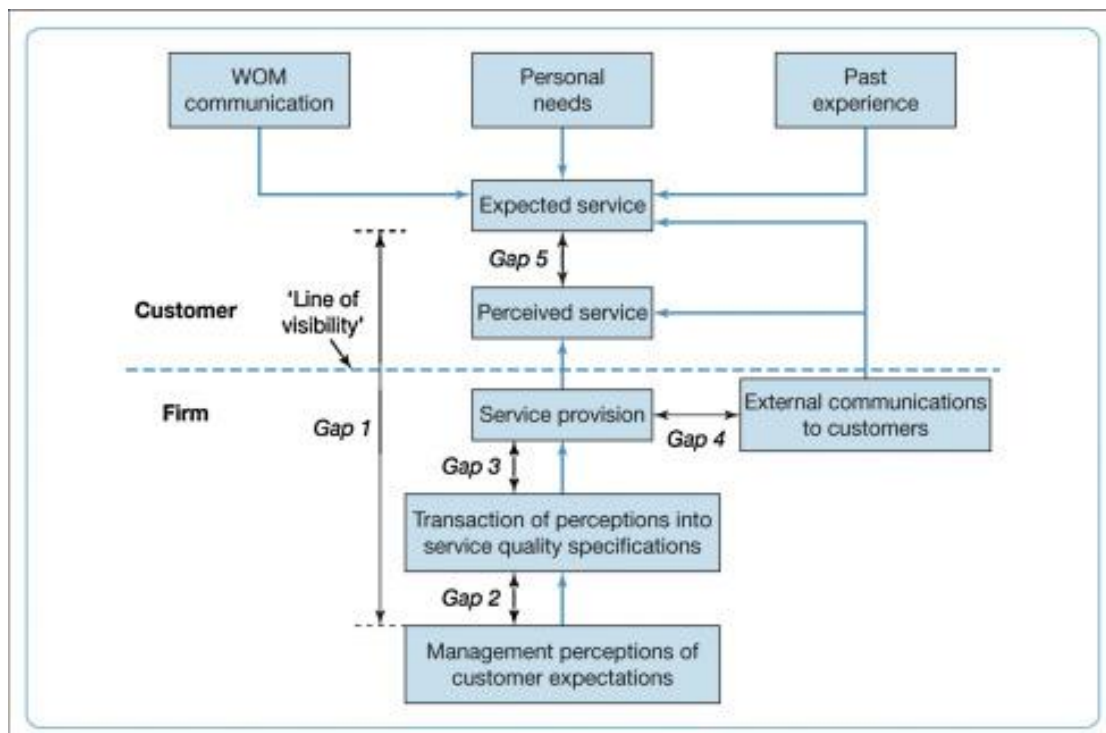 WOM
communication
Personal
needs
Past
experience
Expected service
Gap 5
'Line of
visibility'
Customer
Perceived service
Firm
Gap 1
Service provision
Gap 4
External communications
to customers
Gap 3
Transaction of perceptions into
service quality specifications
Gap 2
Management perceptions of
customer expectations